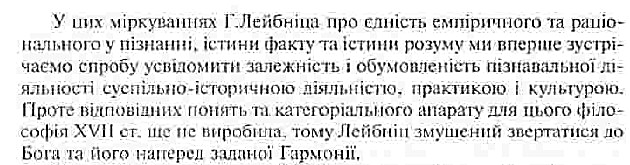 У цих міркуваннях Г.Лейбніца про єдність емпіричного та раціо-
нального у пізнанні, істини факту та істини розуму ми вперше зустрі-
чаємо спробу усвідомити залежність і обумовленість пізнавальної ді-
яльності суспільно-історичною діяльністю, практикою і культурою.
Проте відповідних понять та категоріального апарату для цього філо-
софія XVII ст. ще не виробила, тому Лейбніц змушений звертатися до
Бога та його наперед заданої Гармонії.